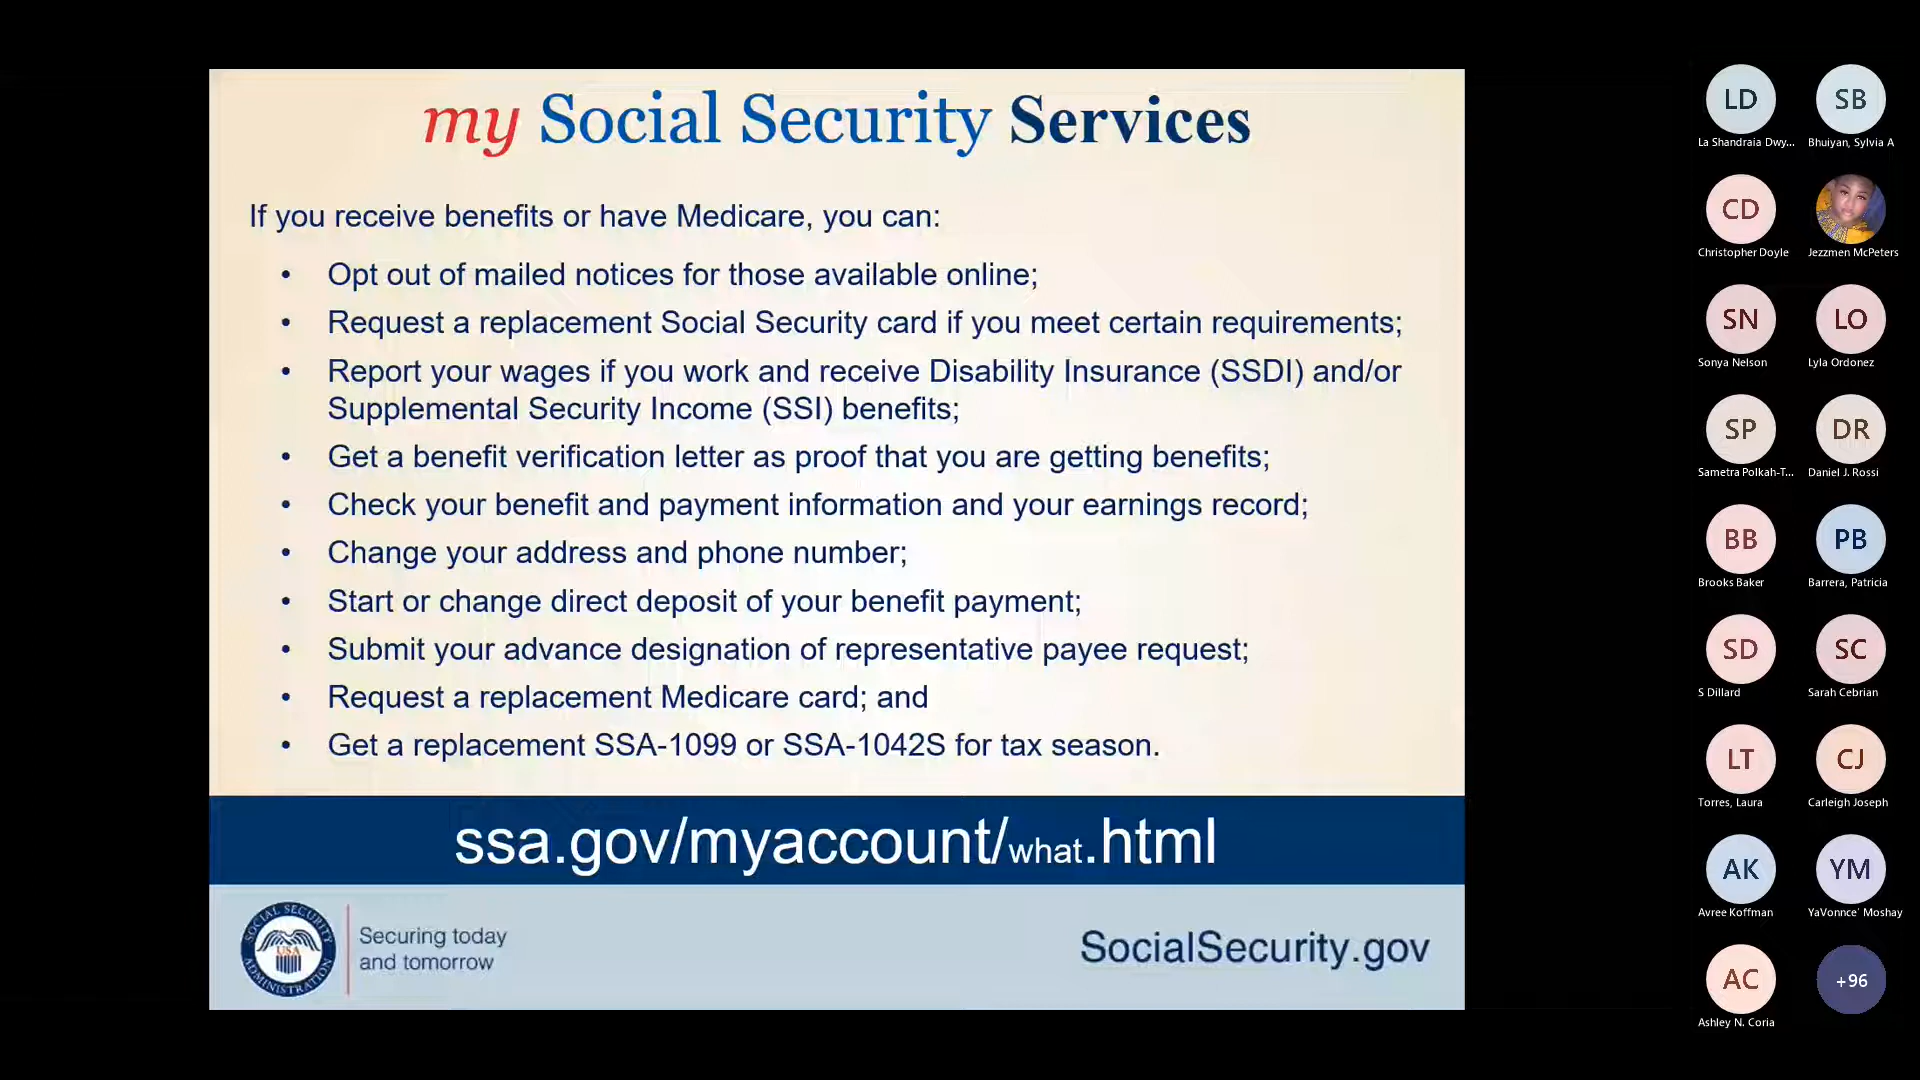 my Social Security Services
If you receive benefits or have Medicare, you can:
• Opt out of mailed notices for those available online;
• Request a replacement Social Security card if you meet certain requirements;
• Report your wages if you work and receive Disability Insurance (SSDI) and/or
Supplemental Security Income (SSI) benefits;
• Get a benefit verification letter as proof that you are getting benefits;
• Check your benefit and payment information and your earnings record;
• Change your address and phone number;
• Start or change direct deposit of your benefit payment;
• Submit your advance designation of representative payee request;
• Request a replacement Medicare card; and
• Get a replacement SSA-1099 or SSA-1042S for tax season.
ssa.gov/myaccount/what.html
SOCIAL SECURITY ADMINISTRATION
USA
Securing today
and tomorrow
SocialSecurity.gov
LD SB
La Shandraia Dwy... Bhuiyan, Sylvia A
CD
Christopher Doyle Jezzmen McPeters
SN LO
Sonya Nelson Lyla Ordonez
SP DR
Sametra Polkah-T... Daniel J. Rossi
BB PB
Brooks Baker Barrera, Patricia
SD SC
S Dillard Sarah Cebrian
LT CJ
Torres, Laura Carleigh Joseph
AK YM
Avree Koffman YaVonnce' Moshay
AC +96
Ashley N. Coria